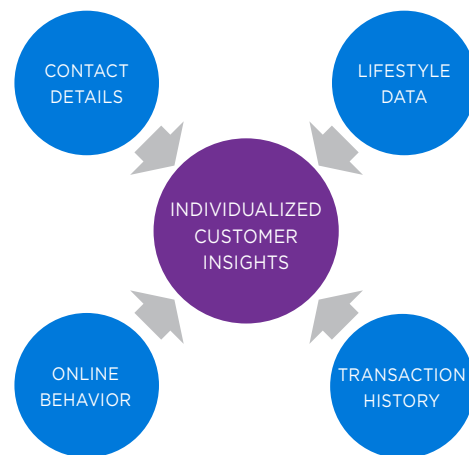 CONTACT
DETAILS
LIFESTYLE
DATA
INDIVIDUALIZED
CUSTOMER
INSIGHTS
ONLINE
BEHAVIOR
TRANSACTION
HISTORY